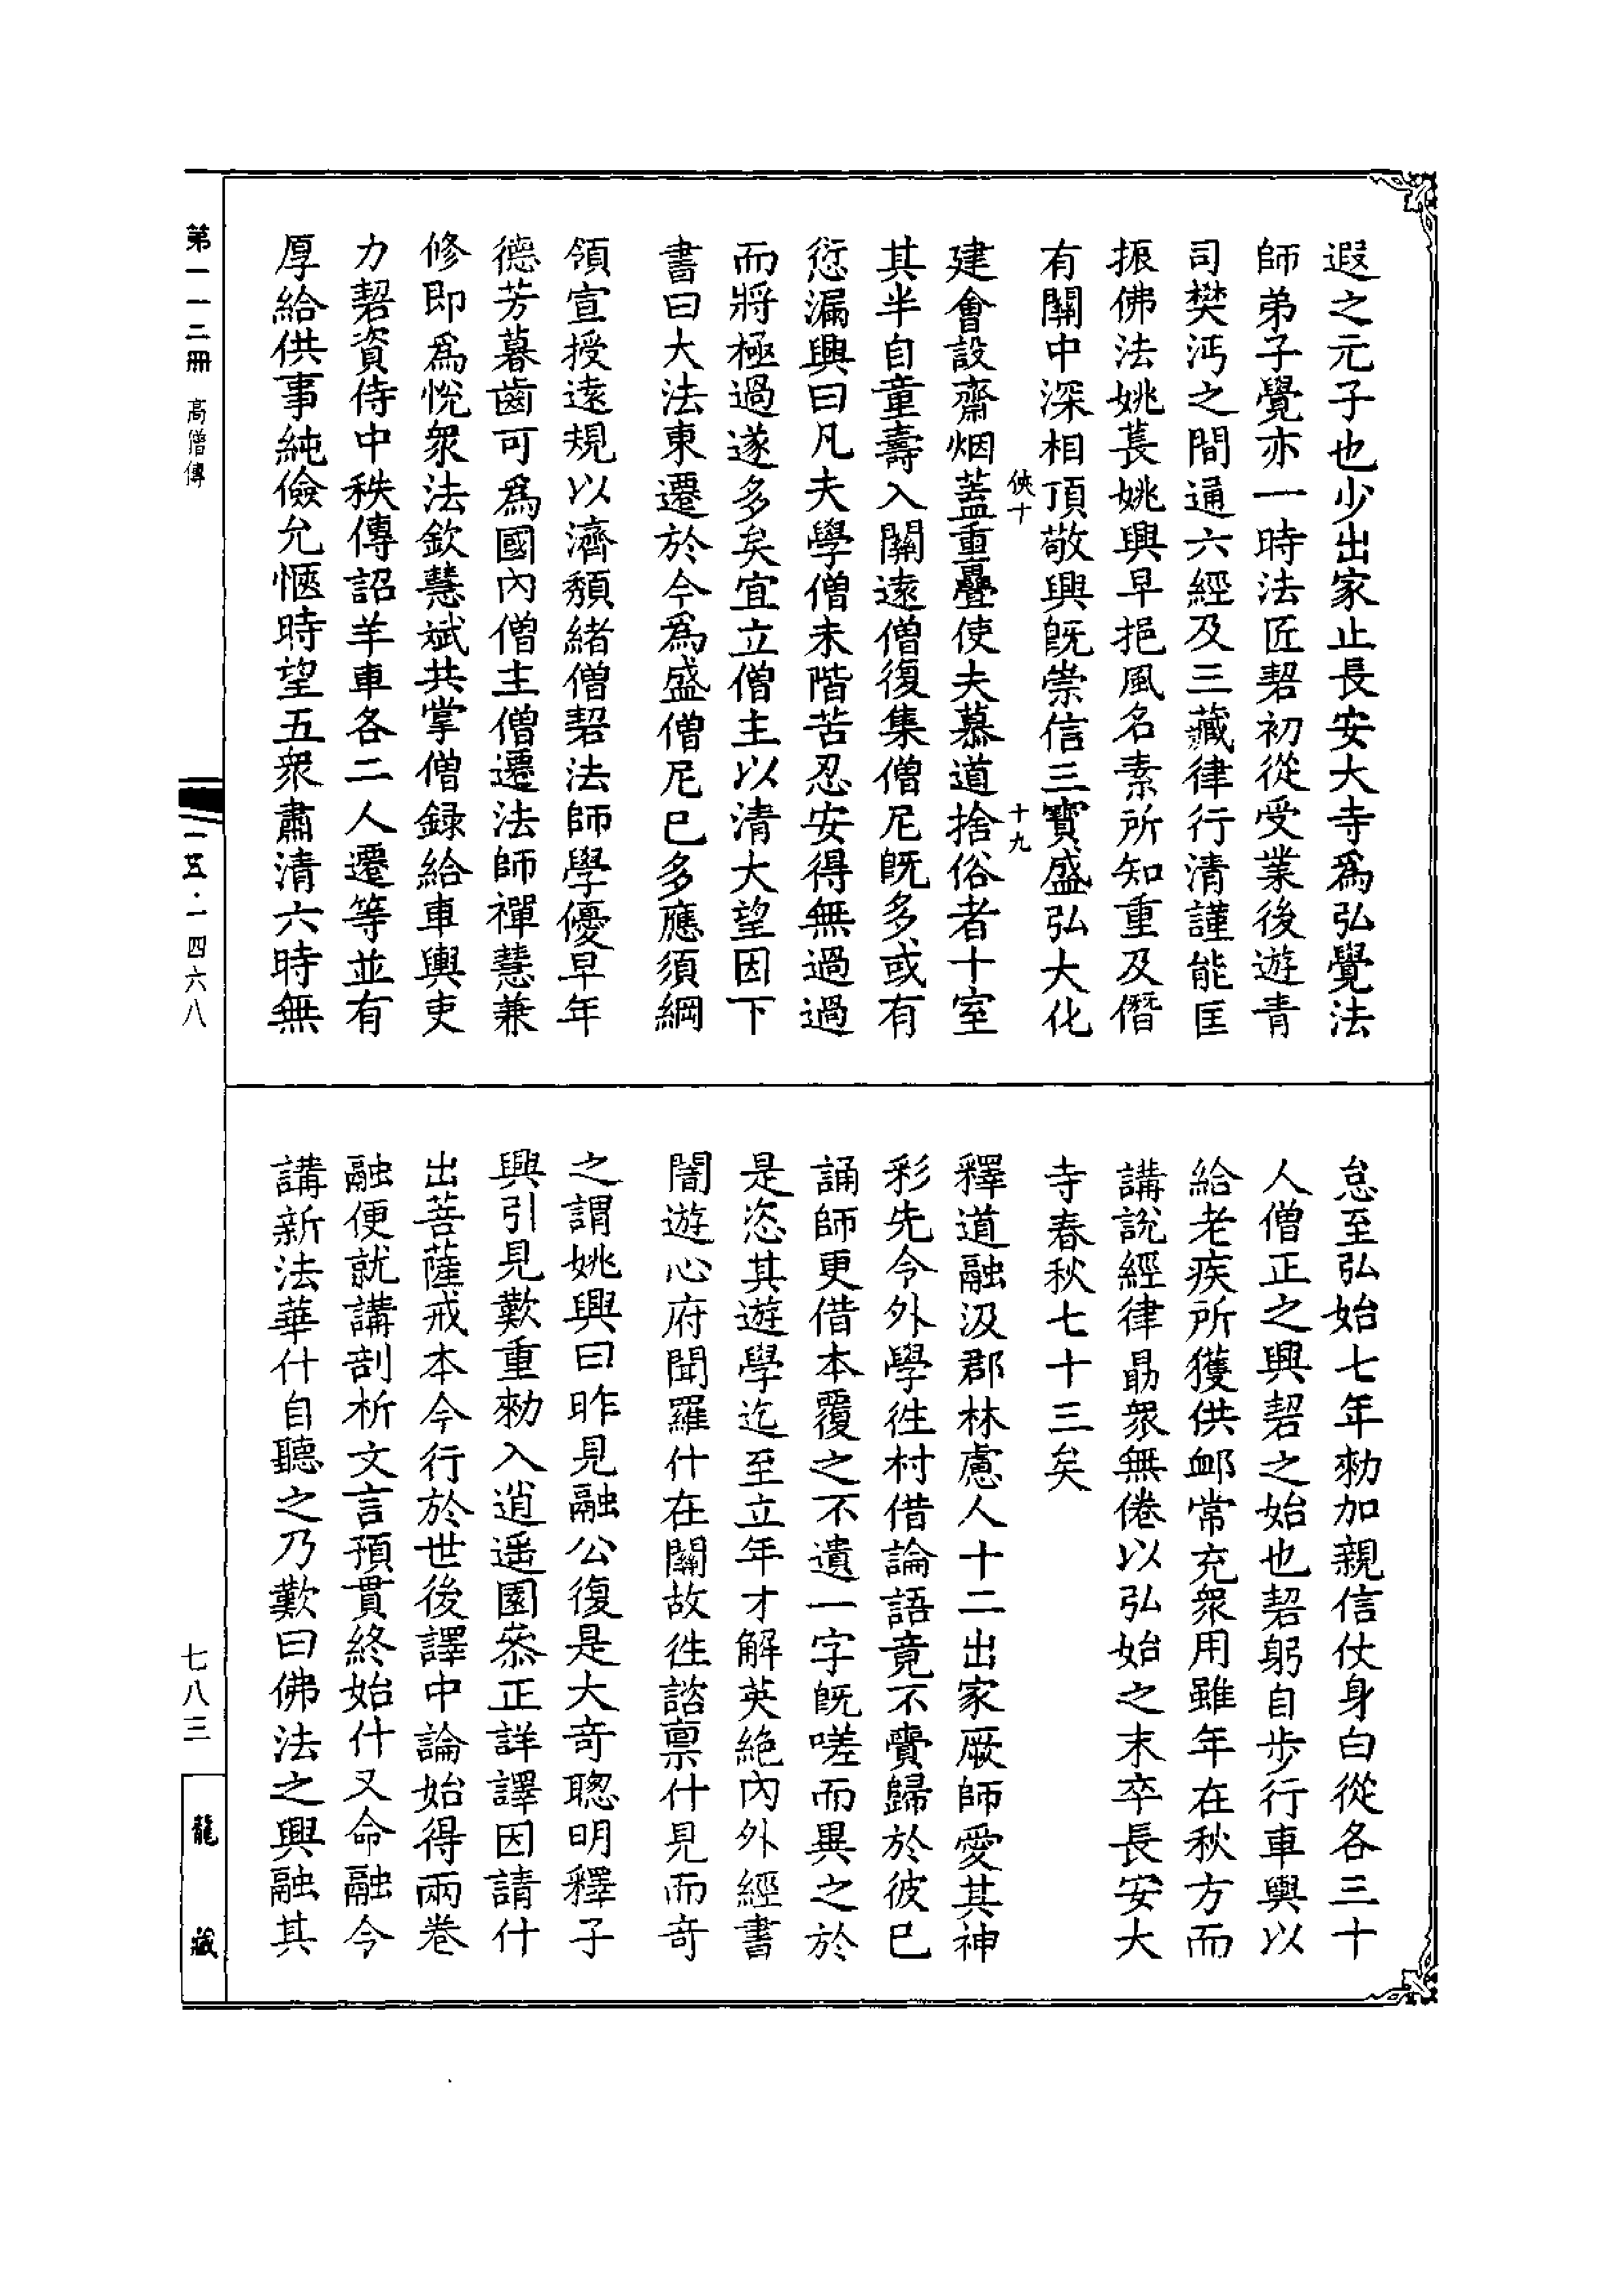 遐之元子也少出家止長安大寺爲弘覺法
師弟子覺亦一時法匠䂮初從受業後遊青
司樊沔之間通六經及三藏律行清謹能匡
振佛法姚萇姚興早挹風名素所知重及僭
有關中深相頂敬興旣崇信三寶盛弘大化
俠十
十九
建會設齋烟蓋重疊使夫慕道捨俗者十室
其半自童壽入關遠僧復集僧尼旣多或有
愆漏興曰凡夫學僧未階苦忍安得無過過
而將極過遂多矣宜立僧主以清大望因下
書曰大法東遷於今爲盛僧尼已多應須綱
領宣授遠規以濟頹緒僧䂮法師學優早年
德芳暮齒可爲國內僧主僧遷法師禪慧兼
修即爲悅衆法欽慧斌共掌僧録給車輿吏
力䂮資侍中秩傳詔羊車各二人遷等並有
厚給供事純儉允愜時望五衆肅清六時無
怠至弘始七年勑加親信仗身白從各三十
人僧正之興䂮之始也䂮躬自步行車輿以
給老疾所獲供䘏常充衆用雖年在秋方而
講說經律勗衆無倦以弘始之末卒長安大
寺春秋七十三矣
釋道融汲郡林慮人十二出家厥師愛其神
彩先令外學徃村借論語竟不賷歸於彼已
誦師更借本覆之不遺一字旣嗟而異之於
是恣其遊學迄至立年才解英絶內外經書
闇遊心府聞羅什在關故徃諮禀什見而奇
之謂姚興曰昨見融公復是大奇聰明釋子
興引見歎重勑入逍遥園叅正詳譯因請什
出菩薩戒本今行於世後譯中論始得兩卷
融便就講剖析文言預貫終始什又命融令
講新法華什自聽之乃歎曰佛法之興融其
第一一二冊 高僧傳
一五·一四六八
七八三
龍藏